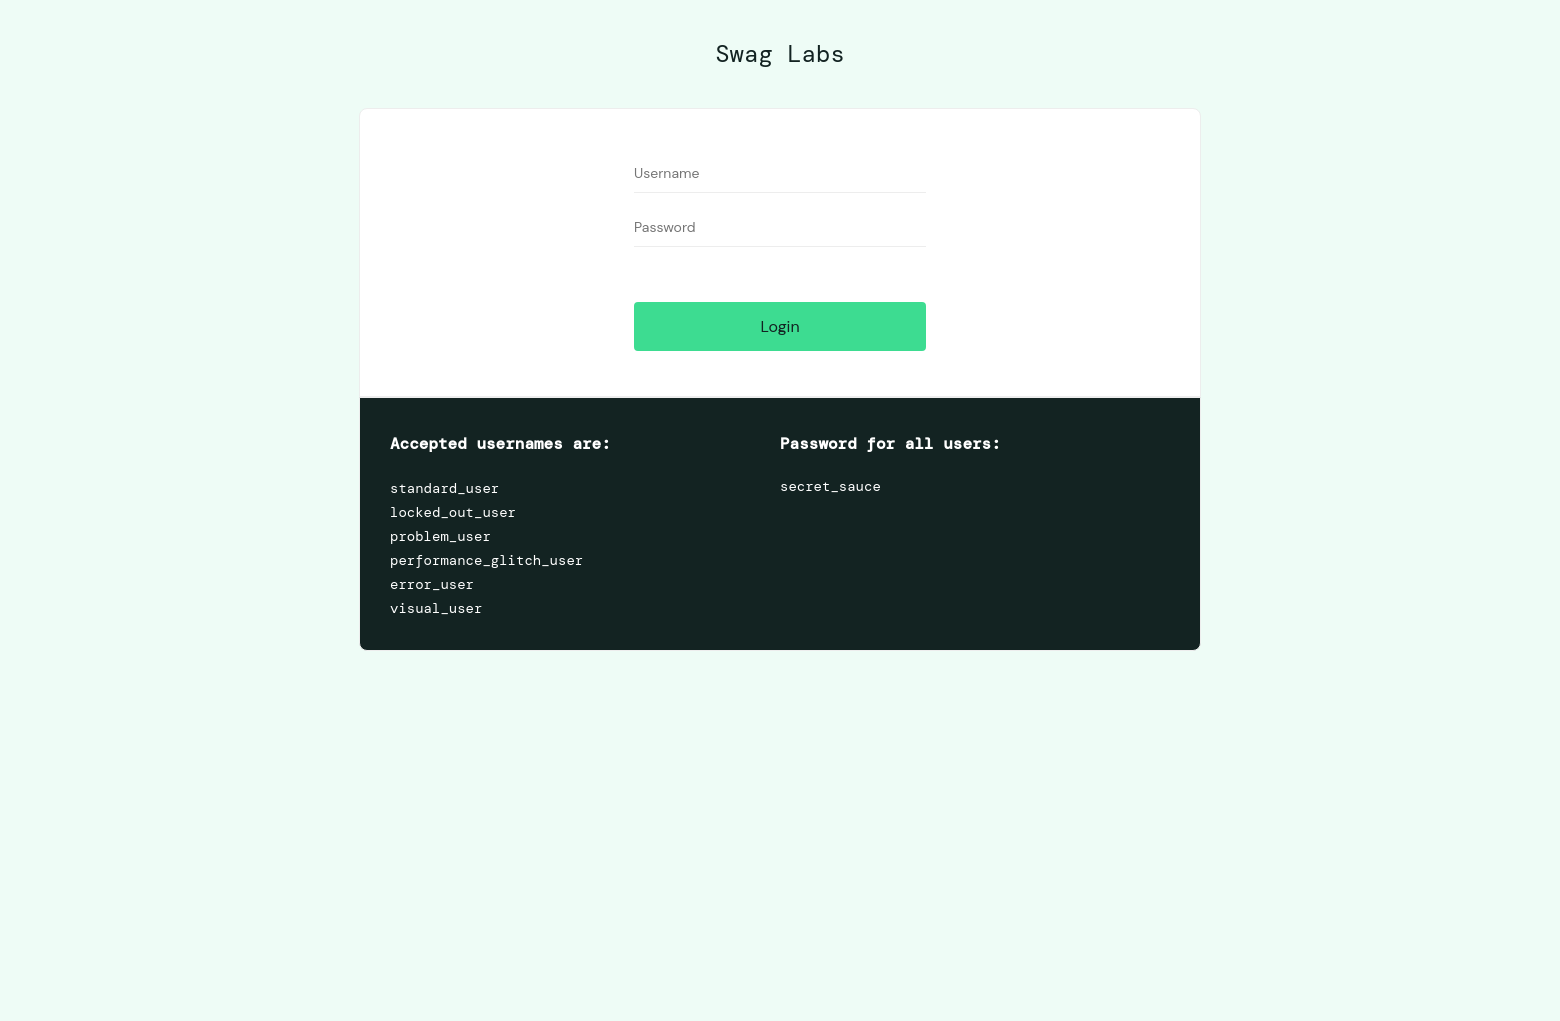 Swag Labs
Username
Password
Login
Accepted usernames are:
standard_user
locked_out_user
problem_user
performance_glitch_user
error_user
visual_user
Password for all users:
secret_sauce